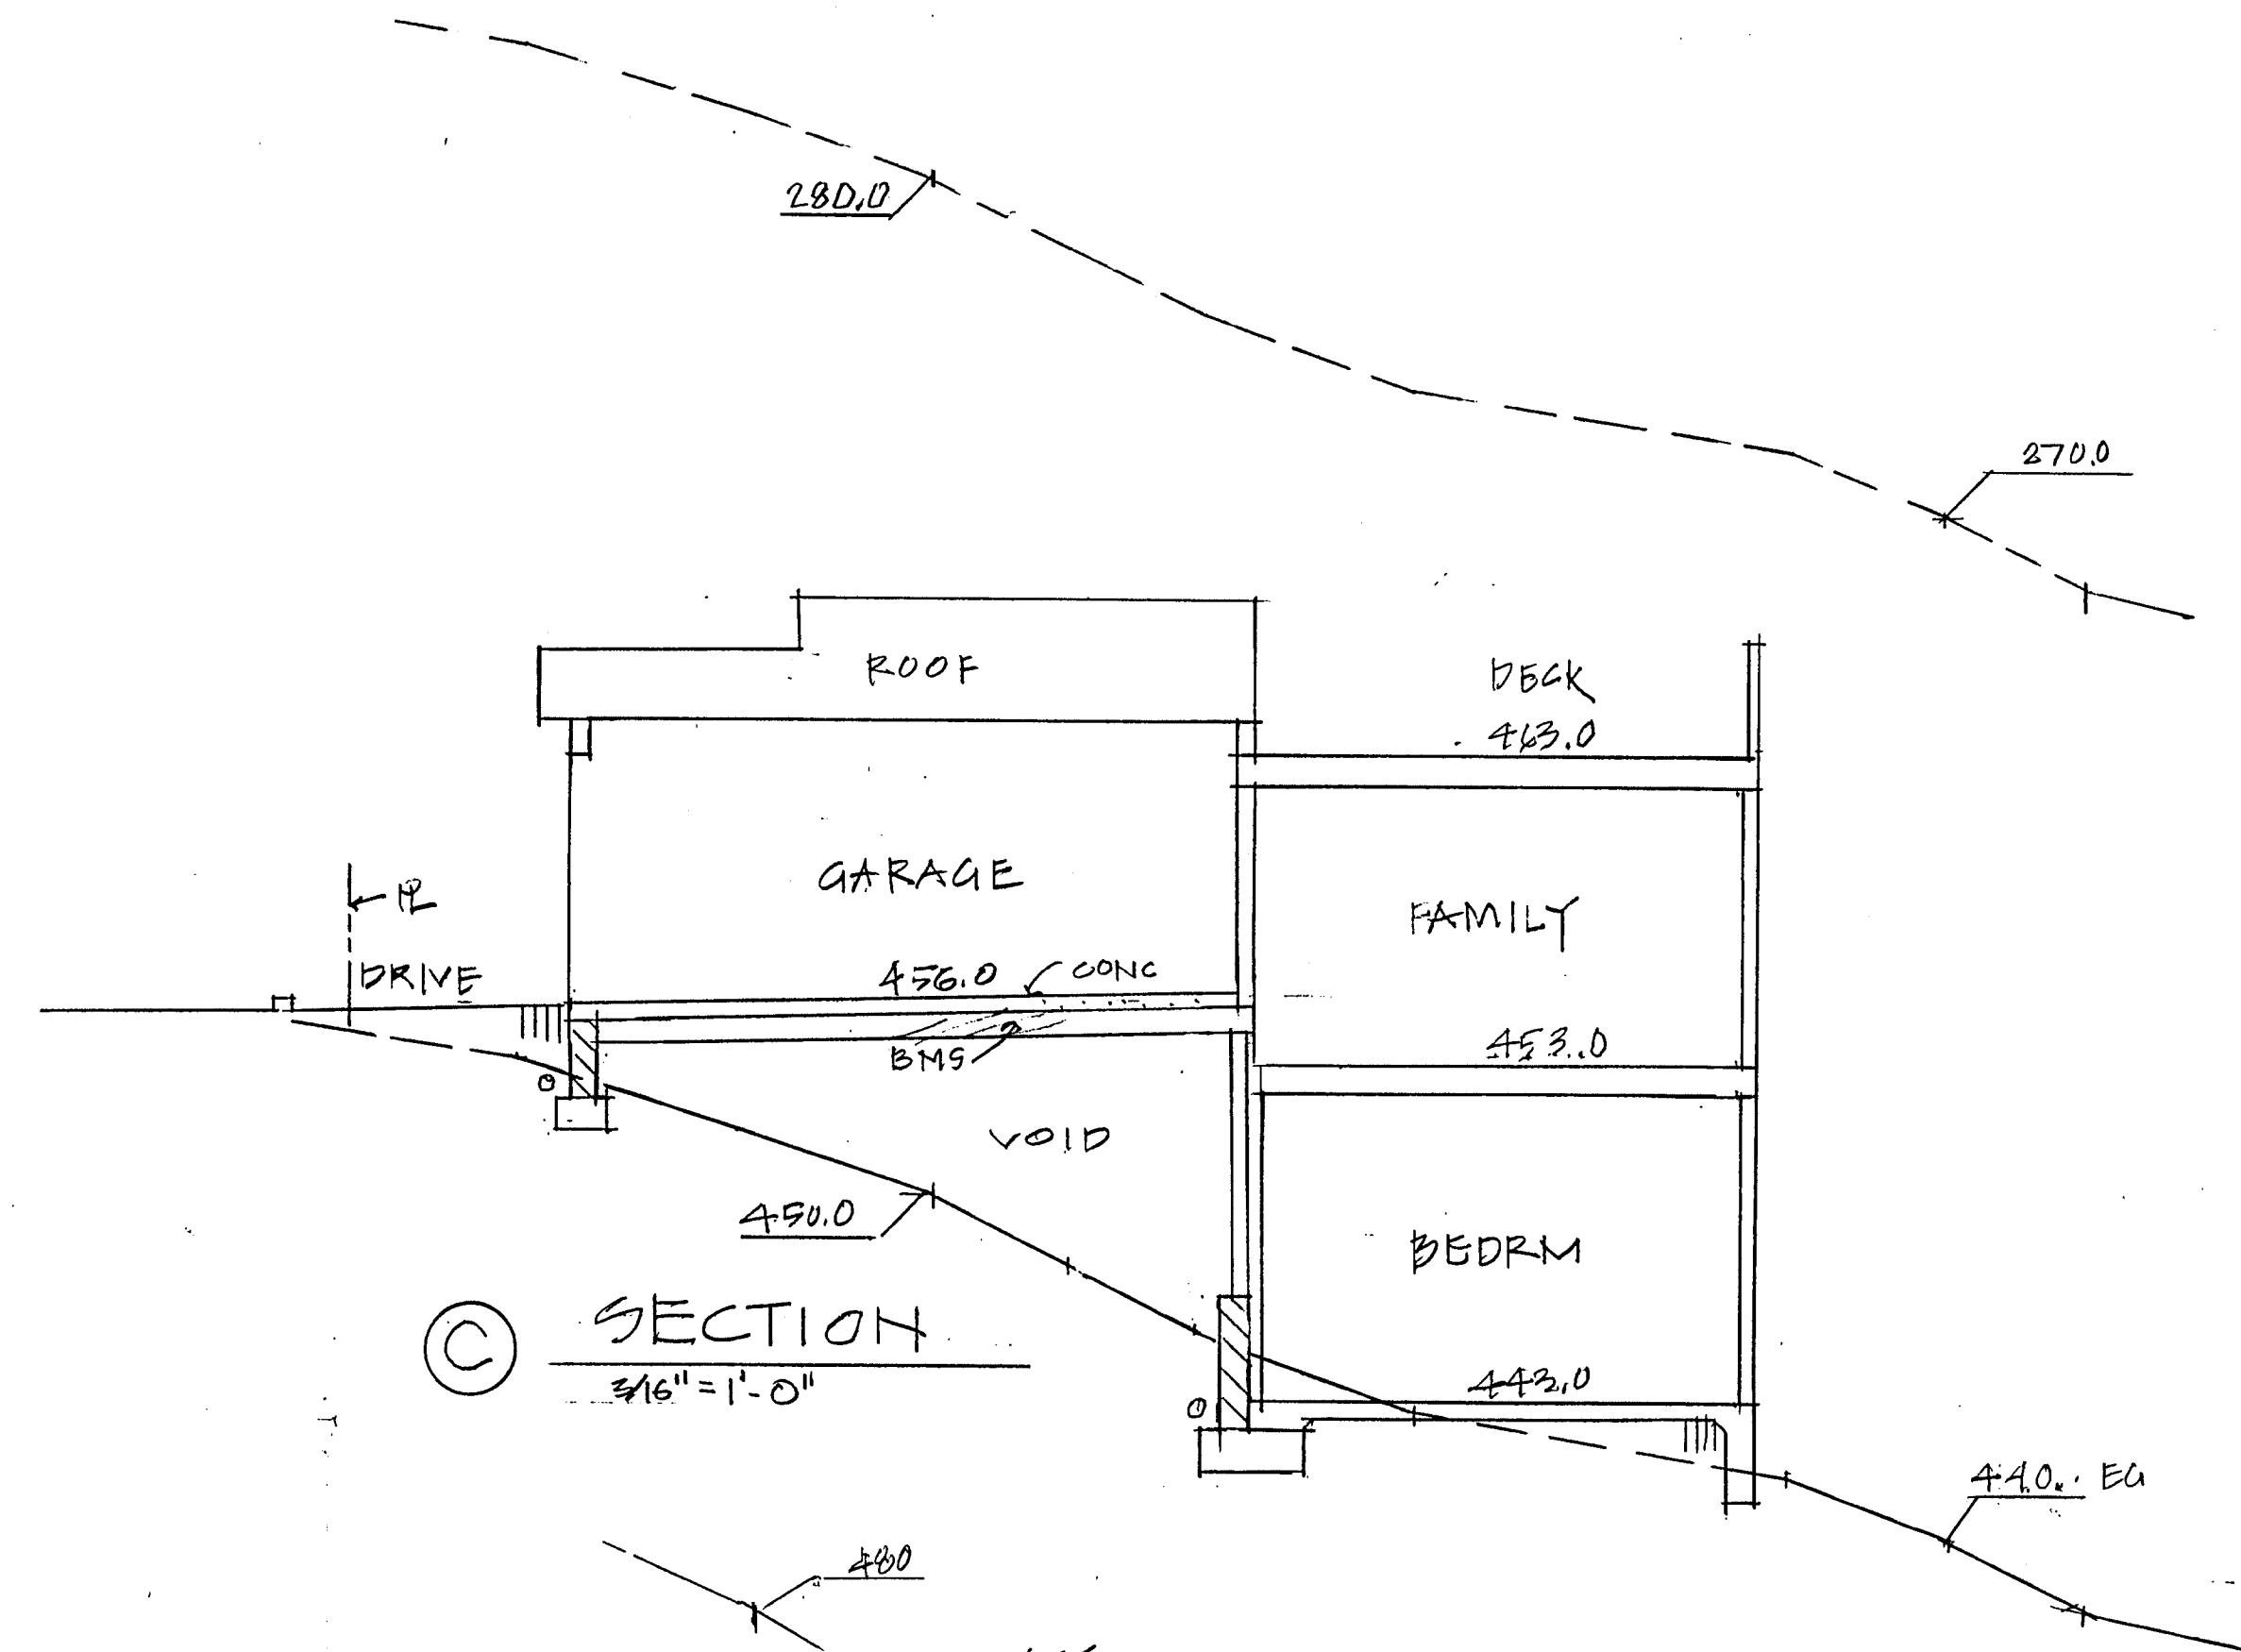 280.0
270.0
ROOF
DECK
463.0
GARAGE
PL
FAMILY
DRIVE
456.0
CONC
453.0
BMS
VOID
450.0
BEDRM
C
SECTION
3/16" = 1'-0"
443.0
440. EG
480